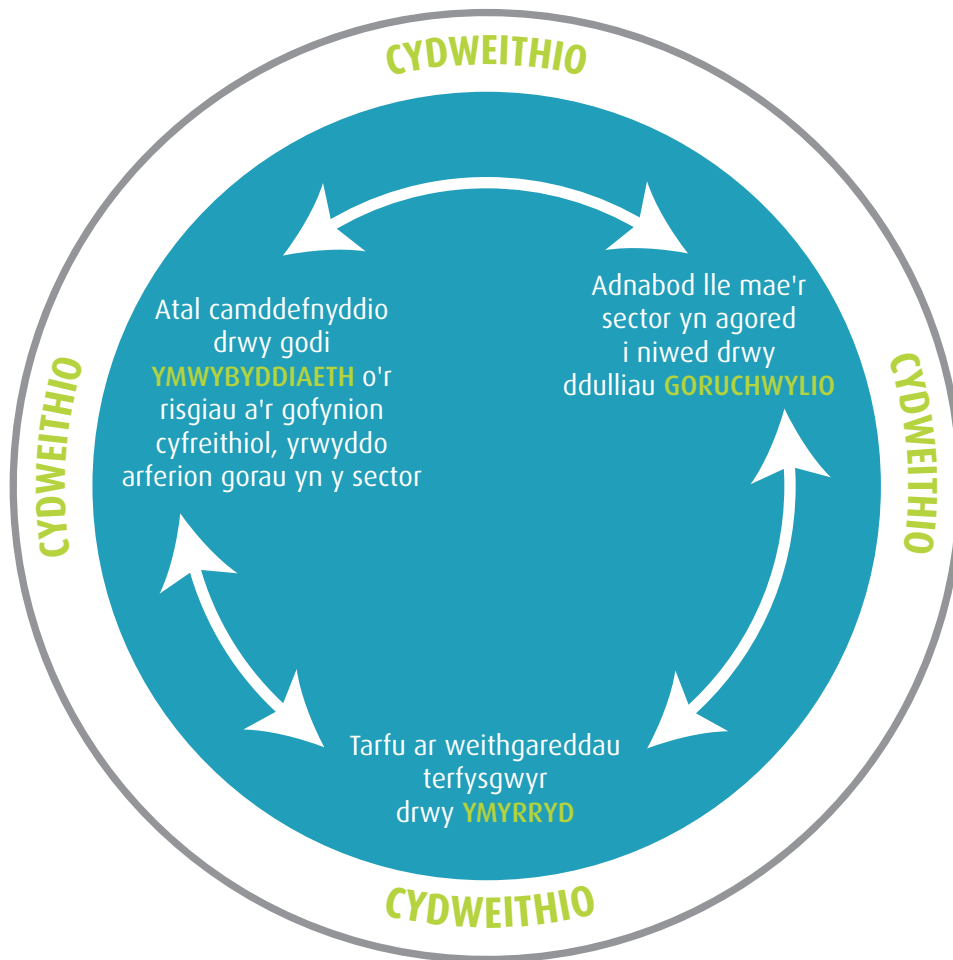 CYDWEITHIO
Atal camddefnyddio
drwy godi
YMWYBYDDIAETH o'r
risgiau a'r gofynion
cyfreithiol, yrwyddo
arferion gorau yn y sector
Adnabod lle mae'r
sector yn agored
i niwed drwy
ddulliau GORUCHWYLIO
CYDWEITHIO
CYDWEITHIO
Tarfu ar weithgareddau
terfysgwyr
drwy YMYRRYD
CYDWEITHIO